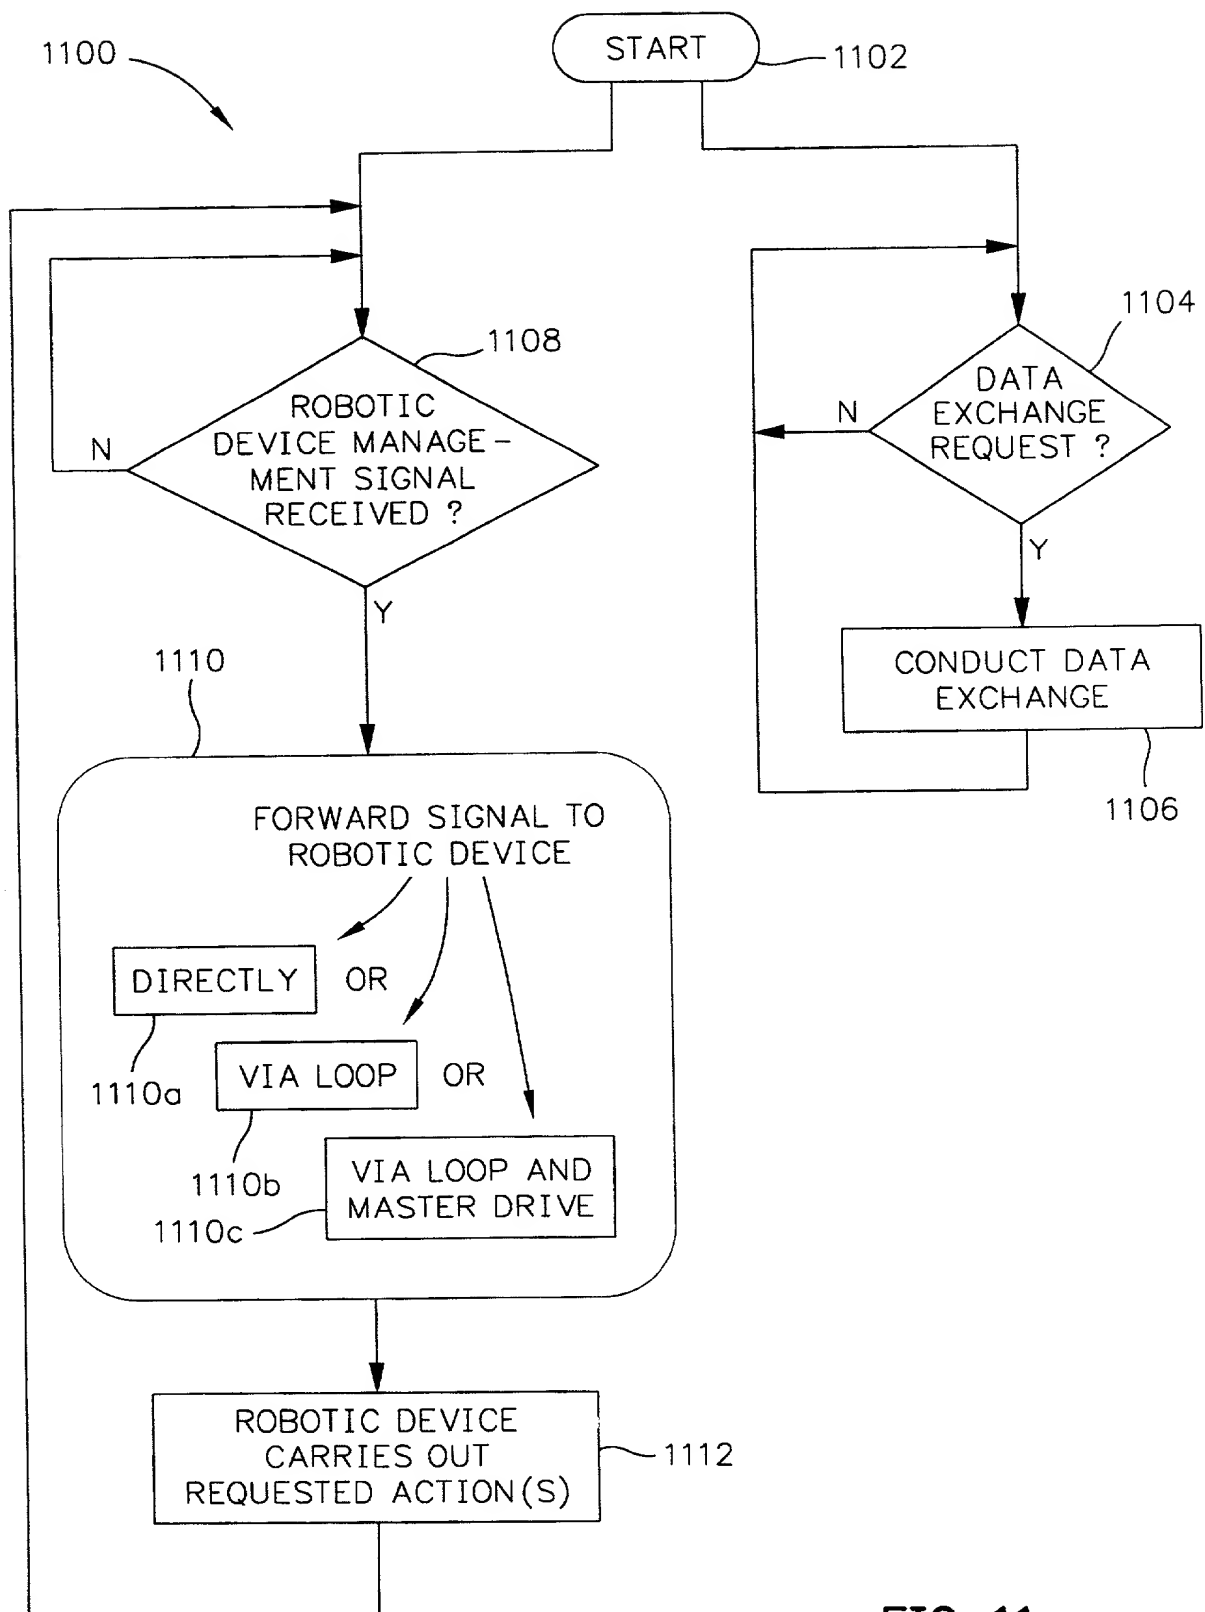 1100
START
1102
1108
ROBOTIC
DEVICE MANAGE-
MENT SIGNAL
RECEIVED ?
N
Y
1104
DATA
EXCHANGE
REQUEST ?
N
Y
CONDUCT DATA
EXCHANGE
1106
1110
FORWARD SIGNAL TO
ROBOTIC DEVICE
DIRECTLY OR
1110a
VIA LOOP OR
1110b
VIA LOOP AND
MASTER DRIVE
1110c
ROBOTIC DEVICE
CARRIES OUT
REQUESTED ACTION(S)
1112
FIG. 11